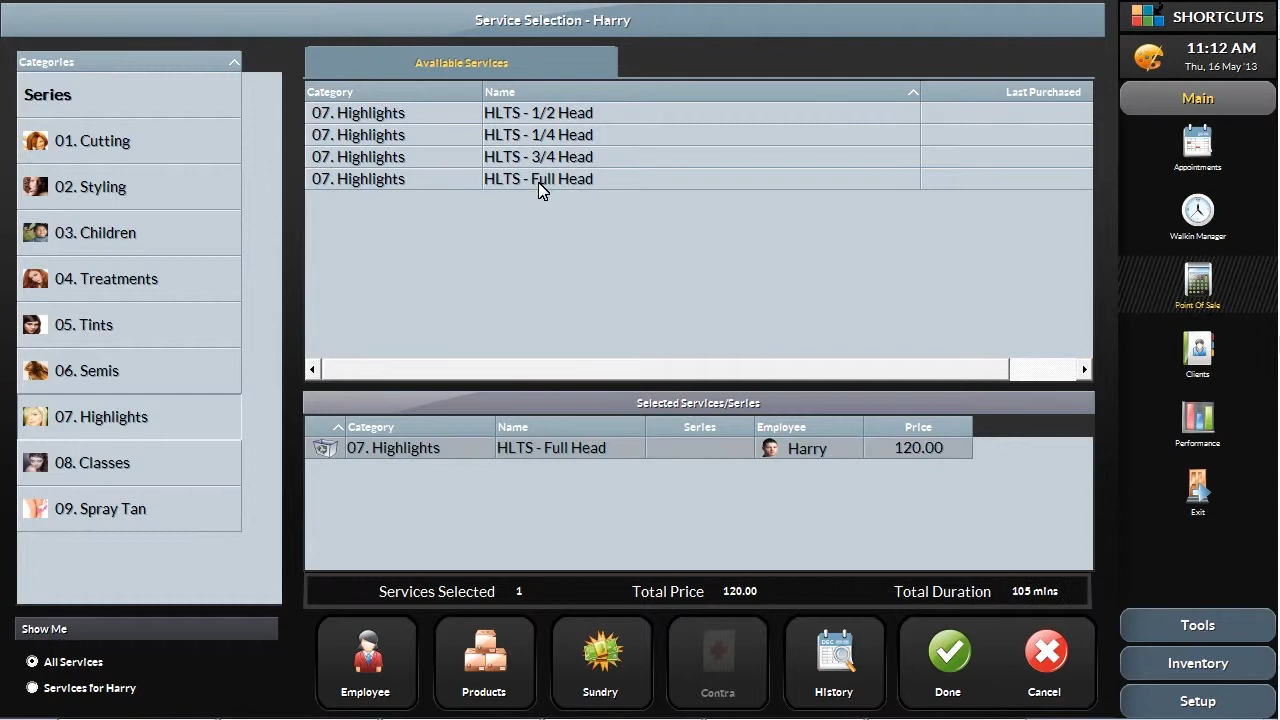 Service Selection - Harry
SHORTCUTS
11:12 AM
Thu, 16 May '13
Categories
Series
01. Cutting
02. Styling
03. Children
04. Treatments
05. Tints
06. Semis
07. Highlights
08. Classes
09. Spray Tan
Show Me
All Services
Services for Harry
Available Services
Category Name Last Purchased
07. Highlights HLTS - 1/2 Head
07. Highlights HLTS - 1/4 Head
07. Highlights HLTS - 3/4 Head
07. Highlights HLTS - Full Head
Selected Services/Series
Category Name Series Employee Price
07. Highlights HLTS - Full Head Harry 120.00
Services Selected 1 Total Price 120.00 Total Duration 105 mins
Employee
Products
Sundry
Contra
DEC
History
Done
Cancel
Main
Appointments
Walkin Manager
Point Of Sale
Clients
Performance
Exit
Tools
Inventory
Setup